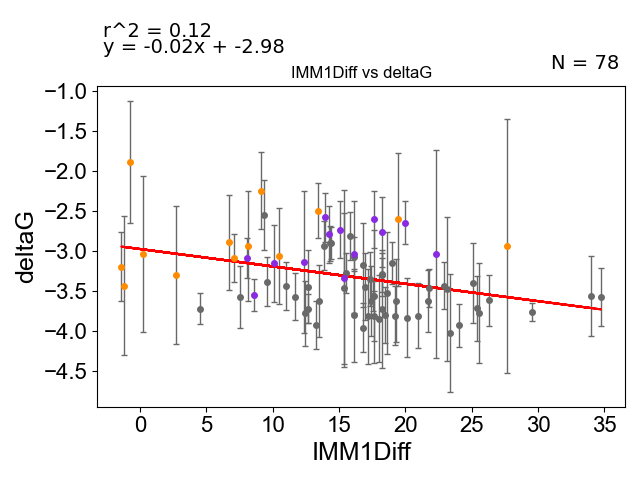 r^2 = 0.12
y = -0.02x + -2.98
N = 78
IMM1Diff vs deltaG
−1.0
−1.5
−2.0
−2.5
−3.0
−3.5
−4.0
−4.5
deltaG
0 5 10 15 20 25 30 35
IMM1Diff